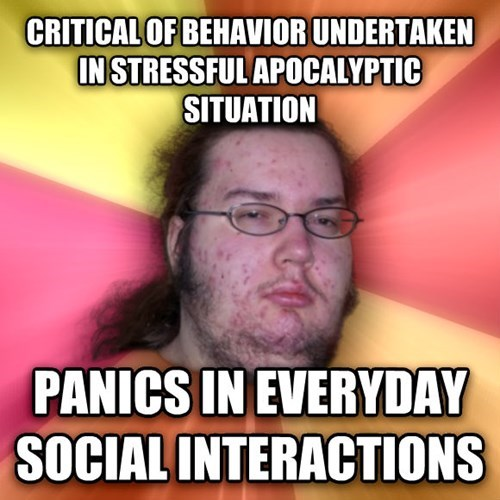 CRITICAL OF BEHAVIOR UNDERTAKEN
IN STRESSFUL APOCALYPTIC
SITUATION
PANICS IN EVERYDAY
SOCIAL INTERACTIONS